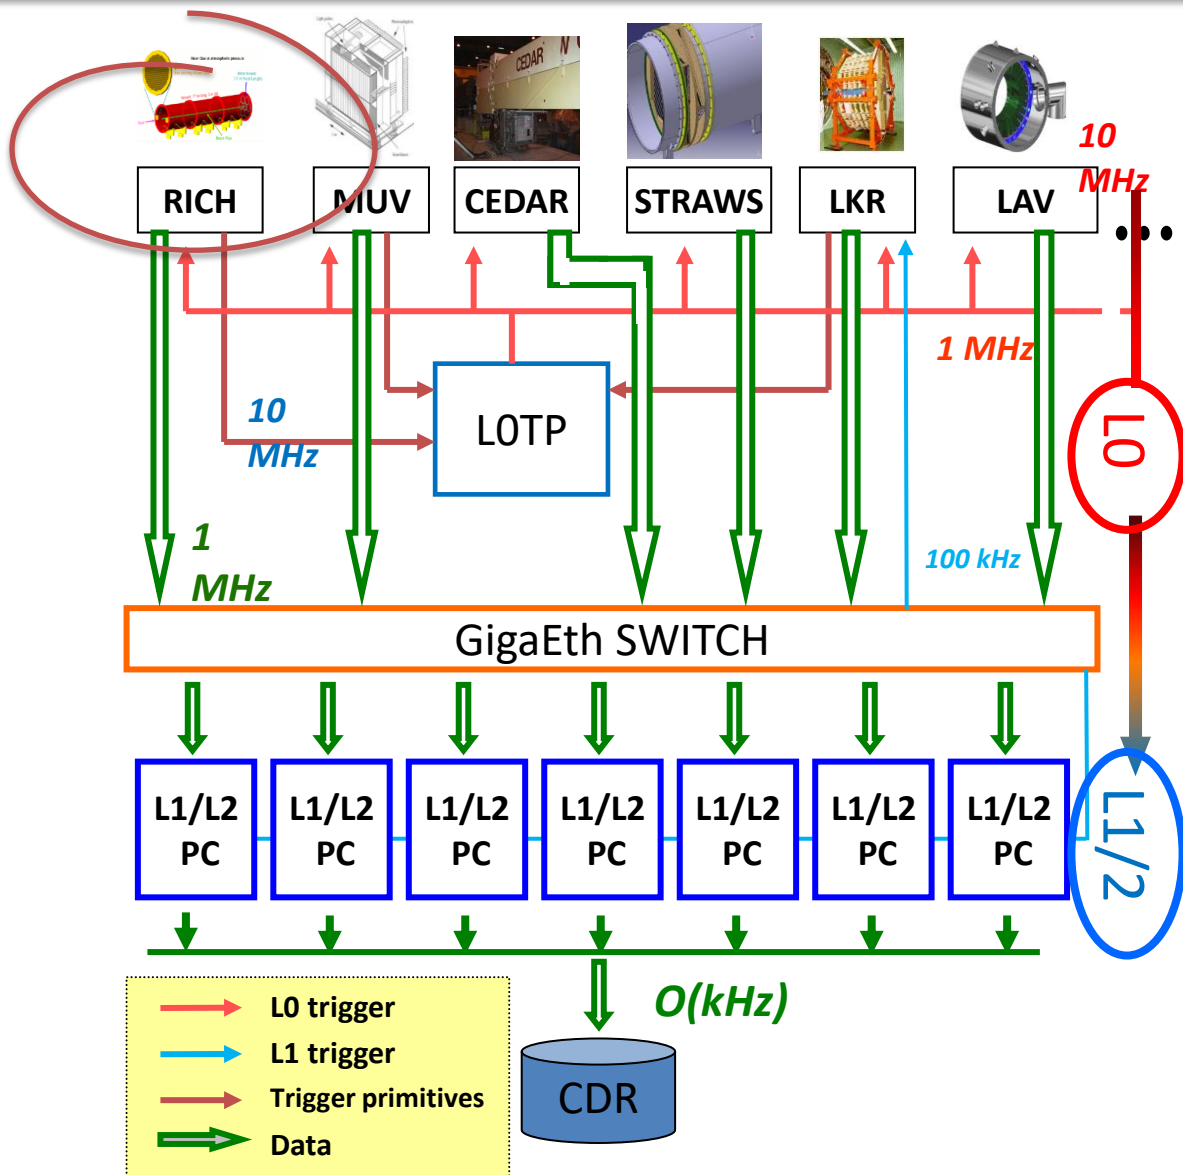 CEDAR N
10
MHz
RICH
MUV
CEDAR
STRAWS
LKR
LAV
1 MHz
10
MHz
L0TP
L0
1
MHz
100 kHz
GigaEth SWITCH
L1/L2
PC
L1/L2
PC
L1/L2
PC
L1/L2
PC
L1/L2
PC
L1/L2
PC
L1/L2
PC
L1/2
L0 trigger
L1 trigger
Trigger primitives
Data
O(kHz)
CDR